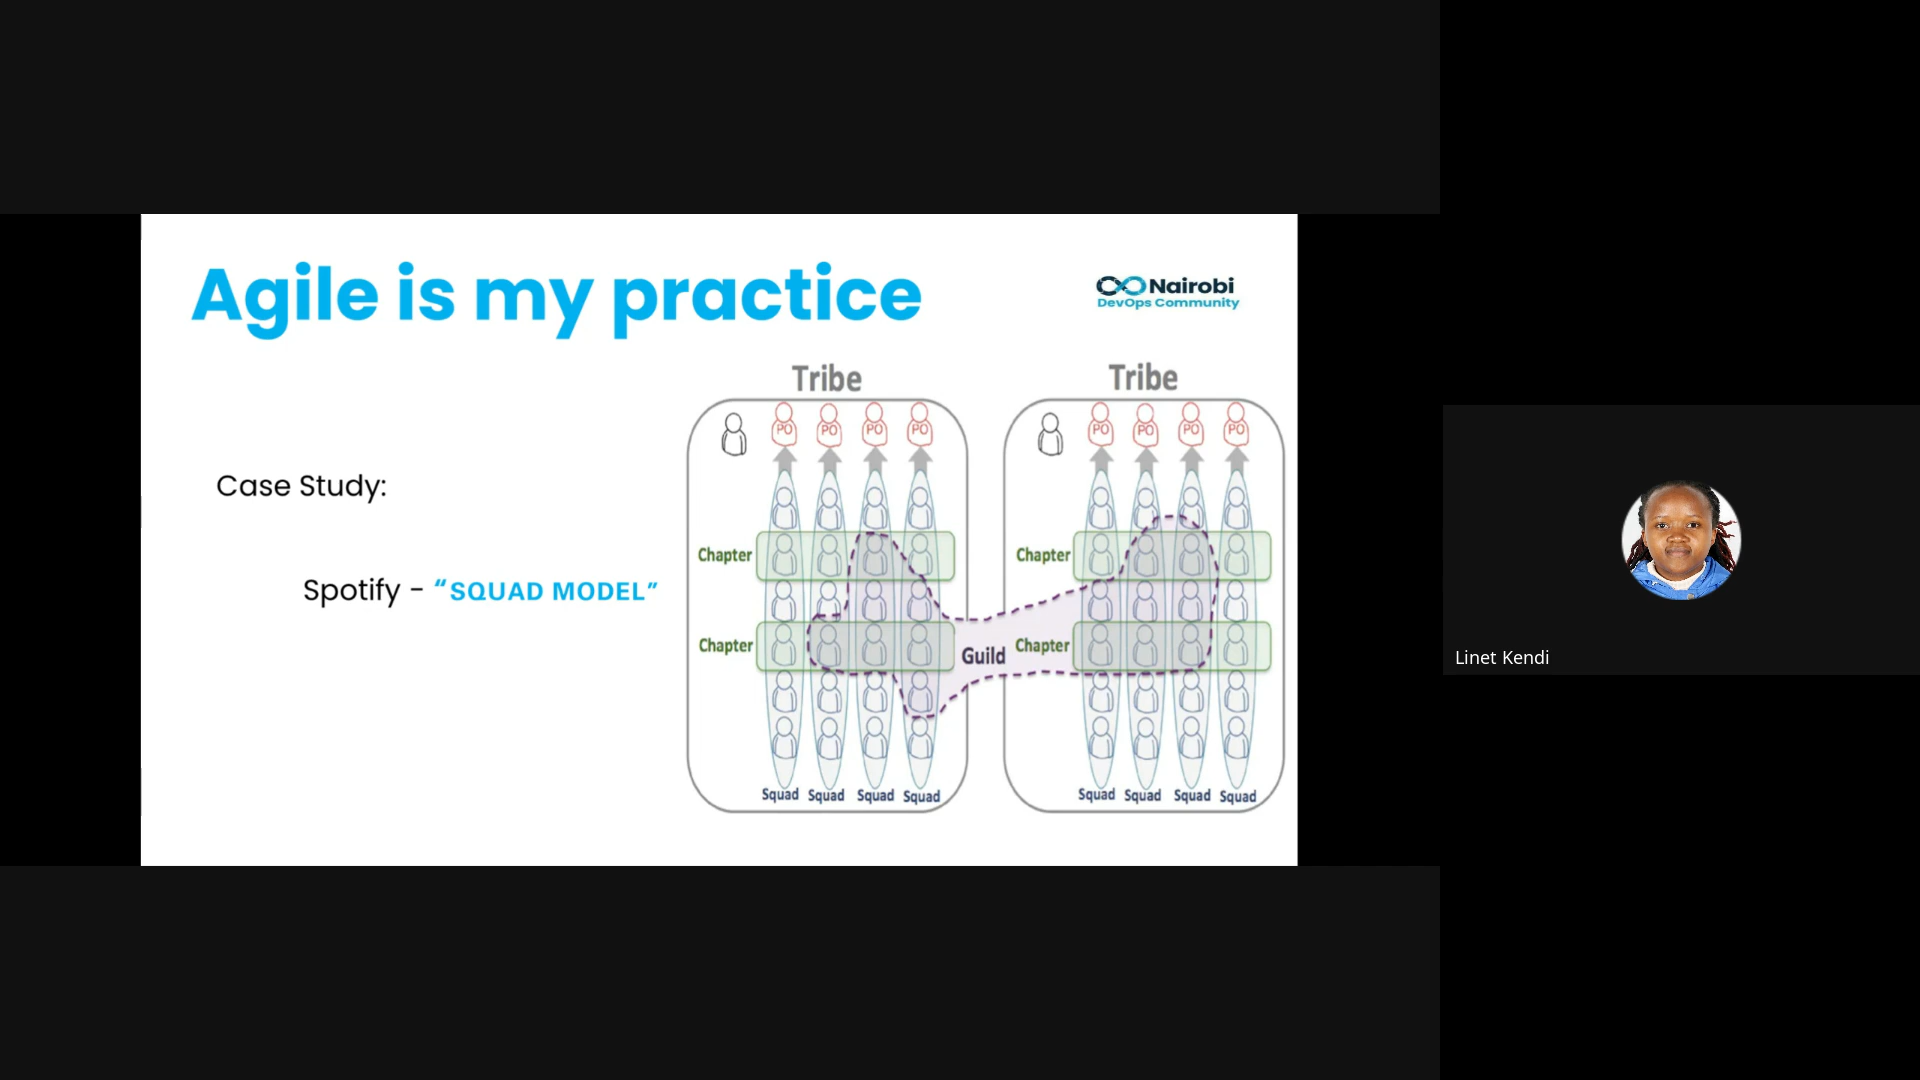 Agile is my practice
Nairobi
DevOps Community
Tribe
Tribe
PO PO PO PO
PO PO PO PO
Case Study:
Spotify - “SQUAD MODEL”
Chapter
Chapter
Chapter
Guild
Chapter
Squad Squad Squad Squad
Squad Squad Squad Squad
Linet Kendi